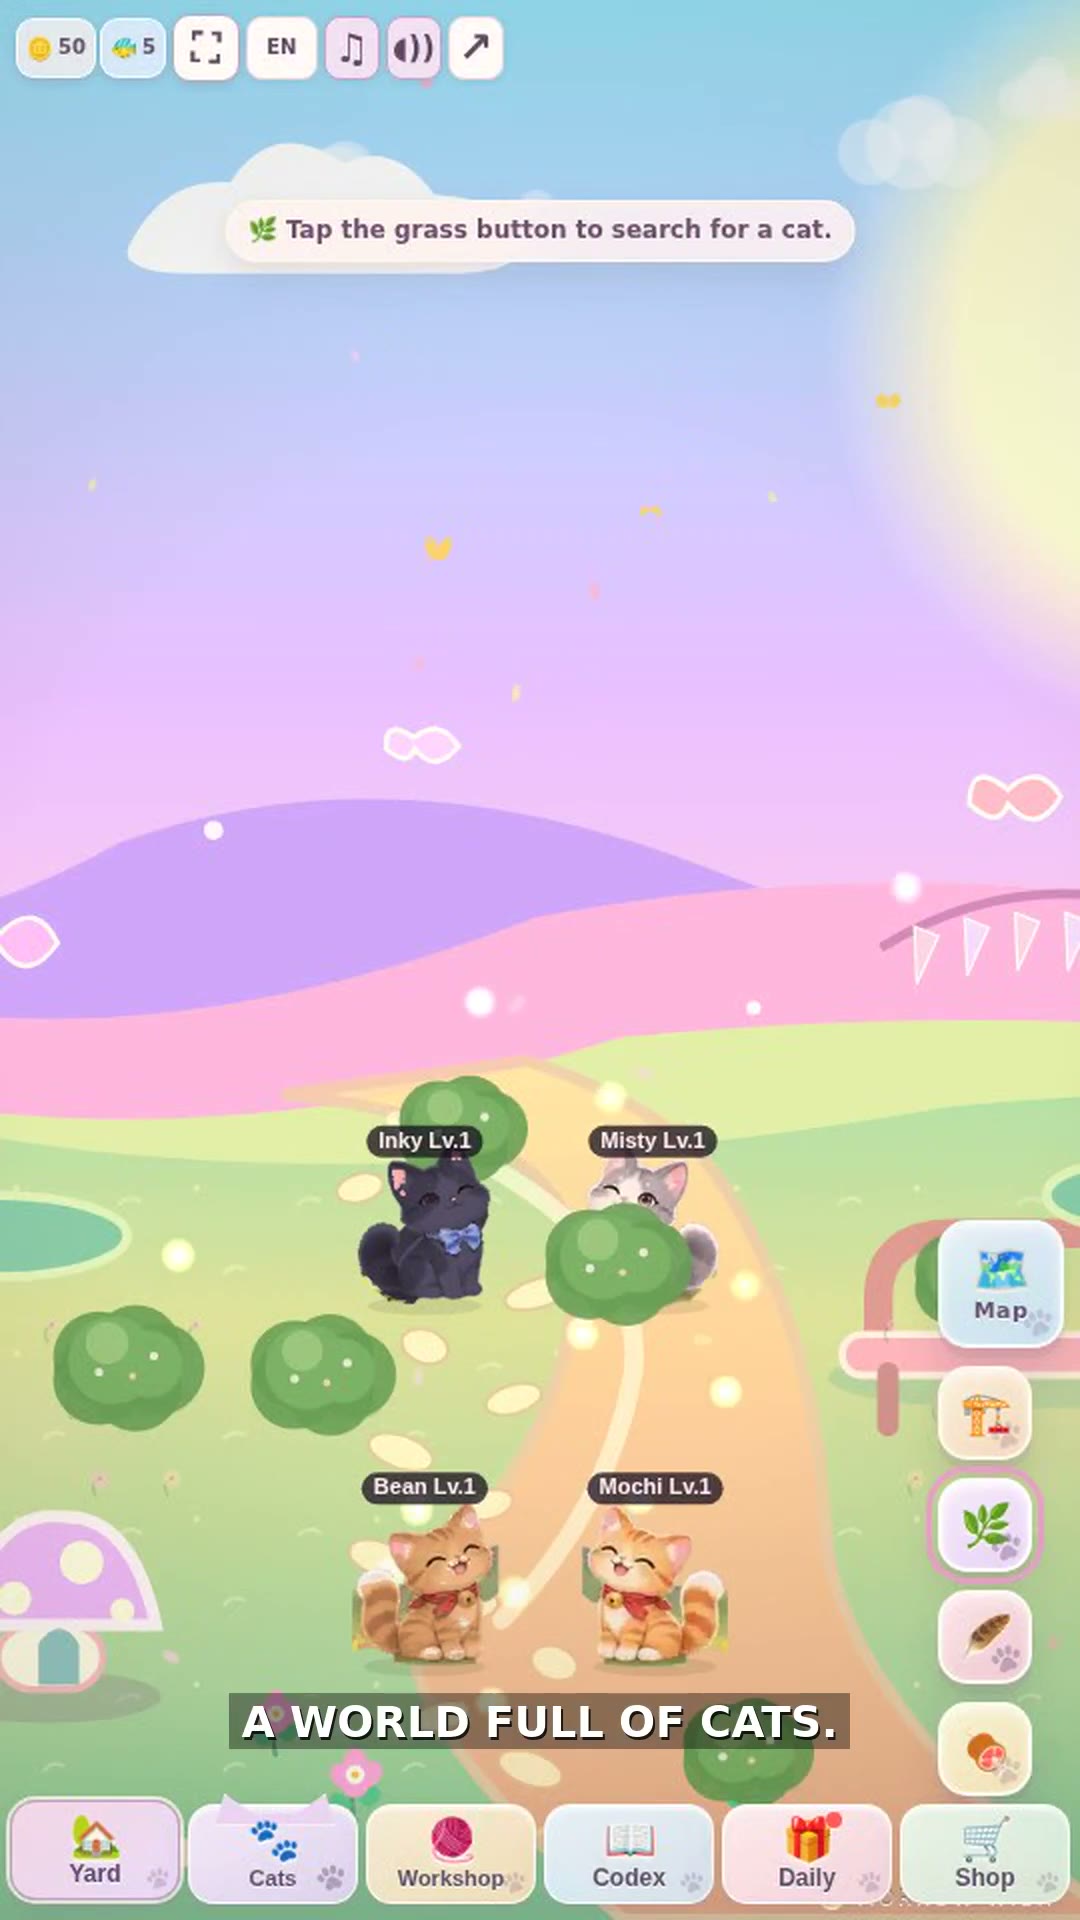 50
5
EN
Tap the grass button to search for a cat.
Inky Lv.1
Misty Lv.1
Map
Bean Lv.1
Mochi Lv.1
A WORLD FULL OF CATS.
Yard
Cats
Workshop
Codex
Daily
Shop